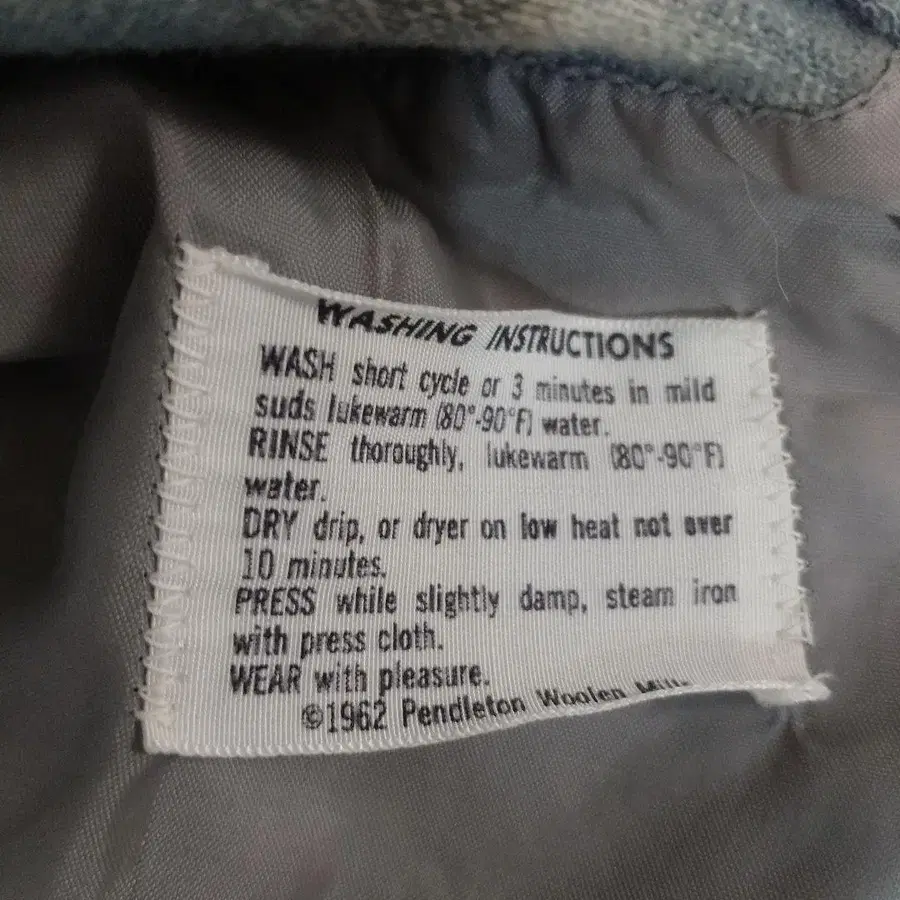 WASHING INSTRUCTIONS
WASH short cycle or 3 minutes in mild
suds lukewarm (80°-90°F) water.
RINSE thoroughly, lukewarm (80°-90°F)
water.
DRY drip, or dryer on low heat not over
10 minutes.
PRESS while slightly damp, steam iron
with press cloth.
WEAR with pleasure.
©1962 Pendleton Woolen Mills